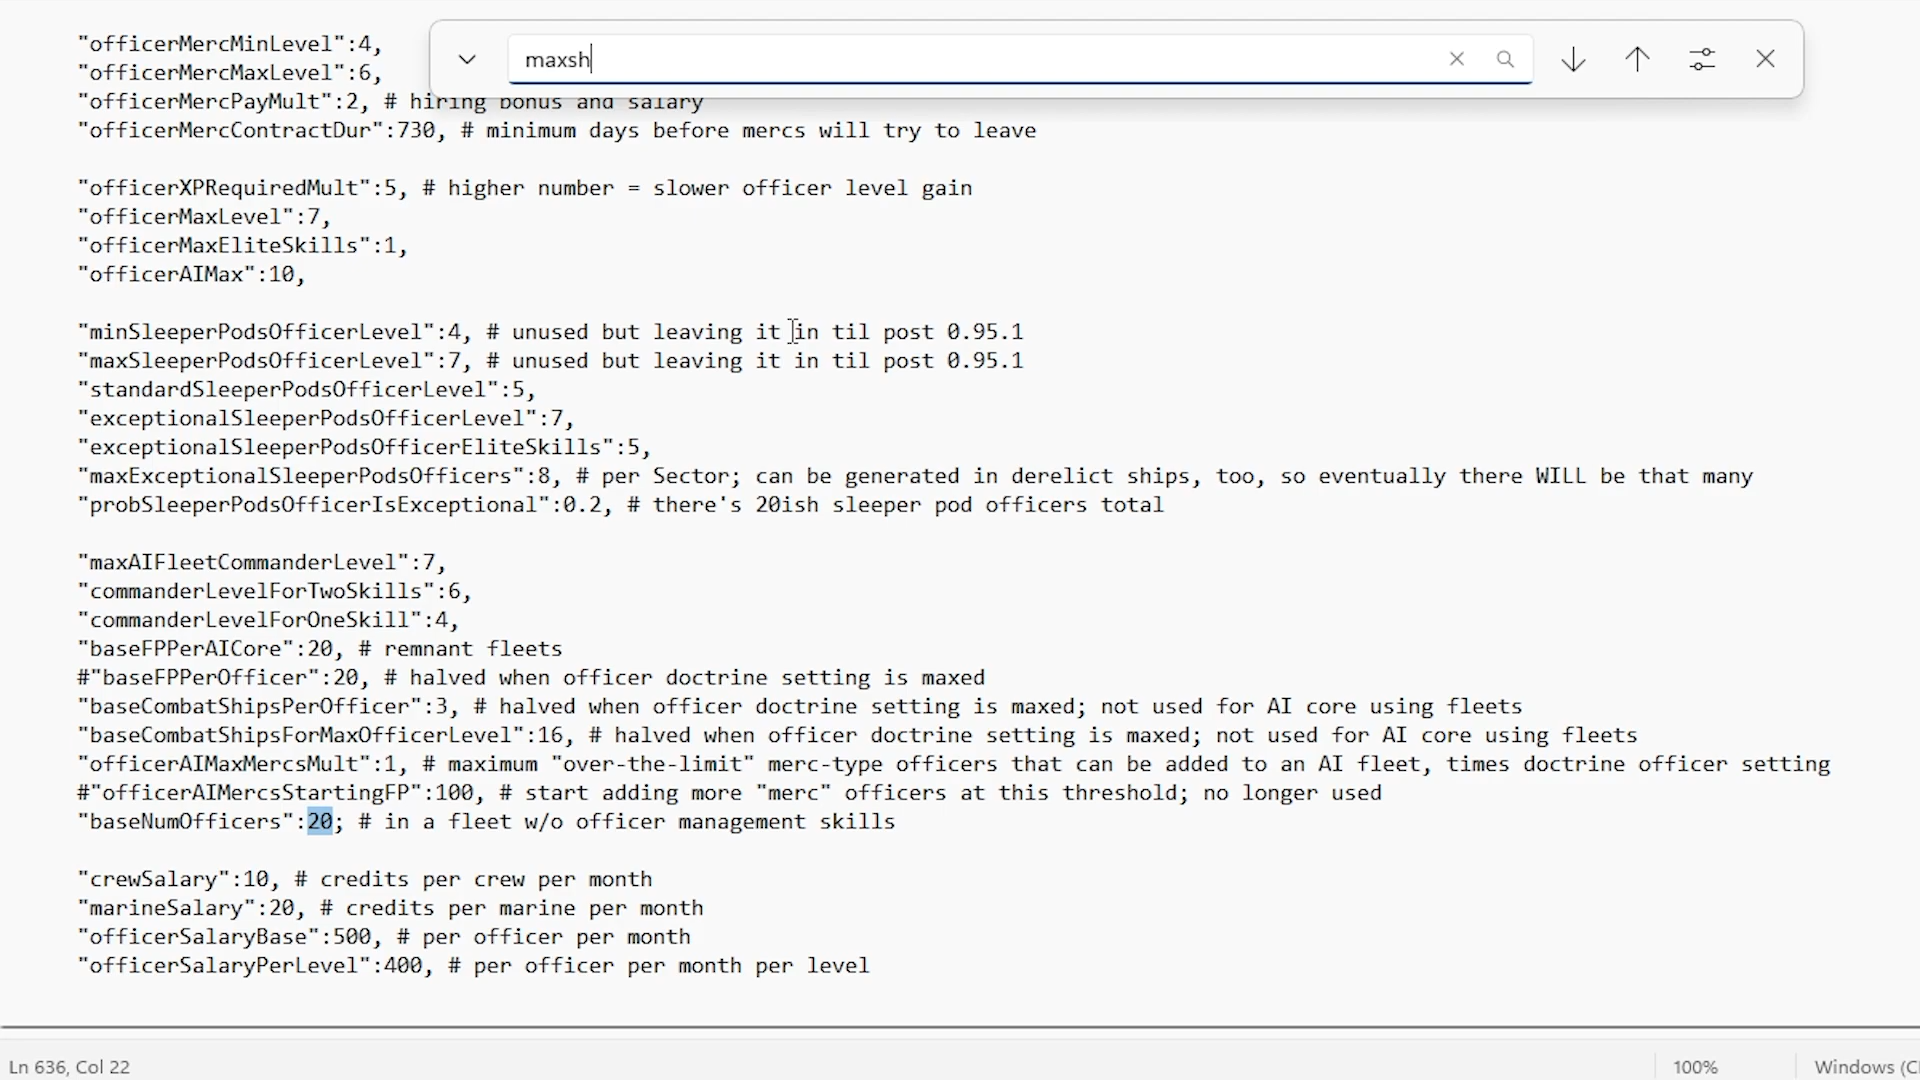 "officerMercMinLevel":4,
maxsh
"officerMercMaxLevel":6,
"officerMercPayMult":2, # hiring bonus and salary
"officerMercContractDur":730, # minimum days before mercs will try to leave
"officerXPRequiredMult":5, # higher number = slower officer level gain
"officerMaxLevel":7,
"officerMaxEliteSkills":1,
"officerAIMax":10,
"minSleeperPodsOfficerLevel":4, # unused but leaving it in til post 0.95.1
"maxSleeperPodsOfficerLevel":7, # unused but leaving it in til post 0.95.1
"standardSleeperPodsOfficerLevel":5,
"exceptionalSleeperPodsOfficerLevel":7,
"exceptionalSleeperPodsOfficerEliteSkills":5,
"maxExceptionalSleeperPodsOfficers":8, # per Sector; can be generated in derelict ships, too, so eventually there WILL be that many
"probSleeperPodsOfficerIsExceptional":0.2, # there's 20ish sleeper pod officers total
"maxAIFleetCommanderLevel":7,
"commanderLevelForTwoSkills":6,
"commanderLevelForOneSkill":4,
"baseFPPerAICore":20, # remnant fleets
#"baseFPPerOfficer":20, # halved when officer doctrine setting is maxed
"baseCombatShipsPerOfficer":3, # halved when officer doctrine setting is maxed; not used for AI core using fleets
"baseCombatShipsForMaxOfficerLevel":16, # halved when officer doctrine setting is maxed; not used for AI core using fleets
"officerAIMaxMercsMult":1, # maximum "over-the-limit" merc-type officers that can be added to an AI fleet, times doctrine officer setting
#"officerAIMercsStartingFP":100, # start adding more "merc" officers at this threshold; no longer used
"baseNumOfficers":20; # in a fleet w/o officer management skills
"crewSalary":10, # credits per crew per month
"marineSalary":20, # credits per marine per month
"officerSalaryBase":500, # per officer per month
"officerSalaryPerLevel":400, # per officer per month per level
Ln 636, Col 22
100%
Windows (C